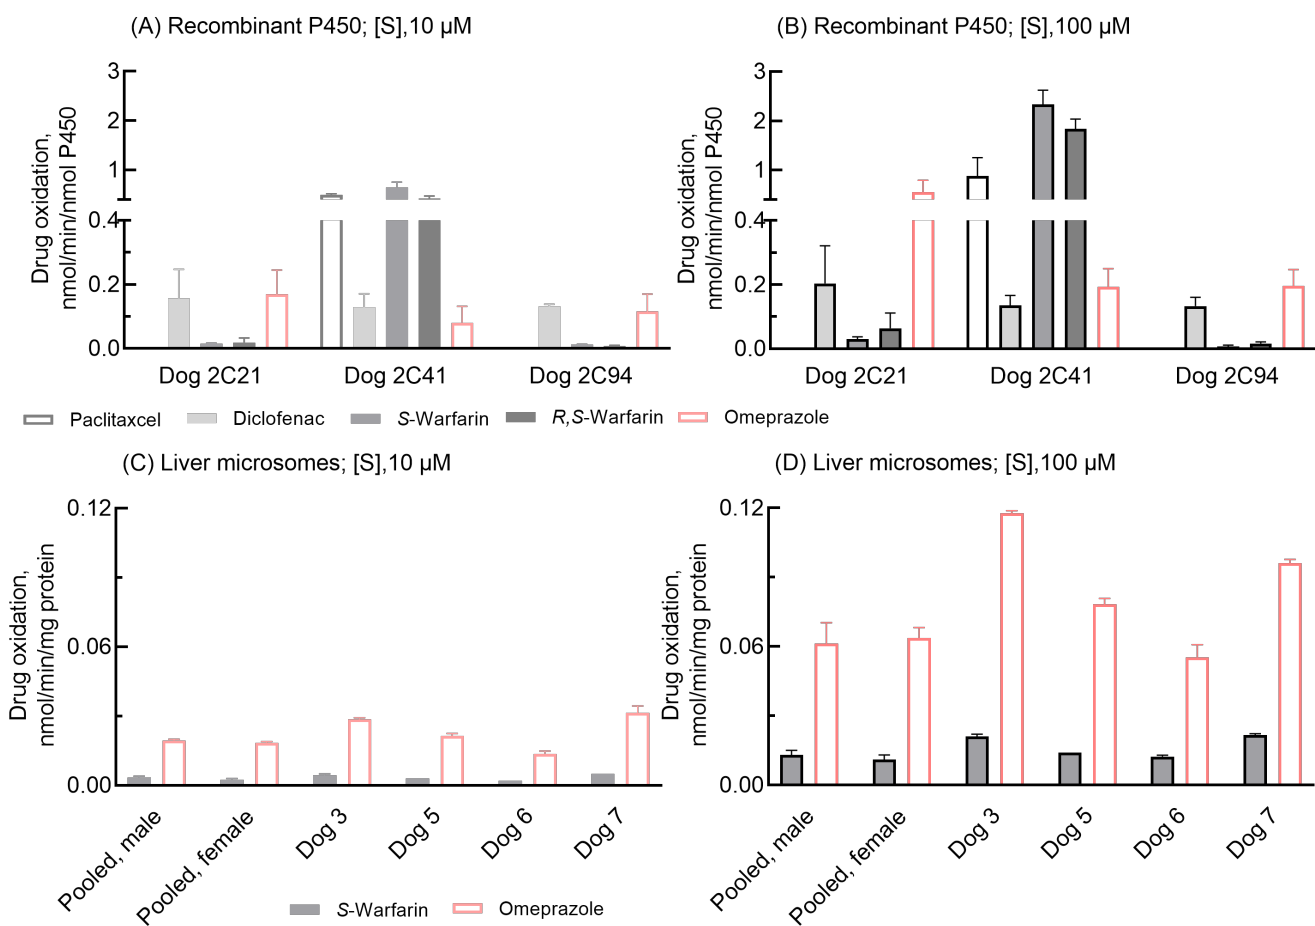 (A) Recombinant P450; [S],10 µM
(B) Recombinant P450; [S],100 µM
Drug oxidation,
nmol/min/nmol P450
3
2
1
0.4
0.2
0.0
Dog 2C21
Dog 2C41
Dog 2C94
Drug oxidation,
nmol/min/nmol P450
3
2
1
0.4
0.2
0.0
Dog 2C21
Dog 2C41
Dog 2C94
Paclitaxcel
Diclofenac
S-Warfarin
R,S-Warfarin
Omeprazole
(C) Liver microsomes; [S],10 µM
(D) Liver microsomes; [S],100 µM
Drug oxidation,
nmol/min/mg protein
0.12
0.06
0.00
Pooled, male
Pooled, female
Dog 3
Dog 5
Dog 6
Dog 7
Drug oxidation,
nmol/min/mg protein
0.12
0.06
0.00
Pooled, male
Pooled, female
Dog 3
Dog 5
Dog 6
Dog 7
S-Warfarin
Omeprazole